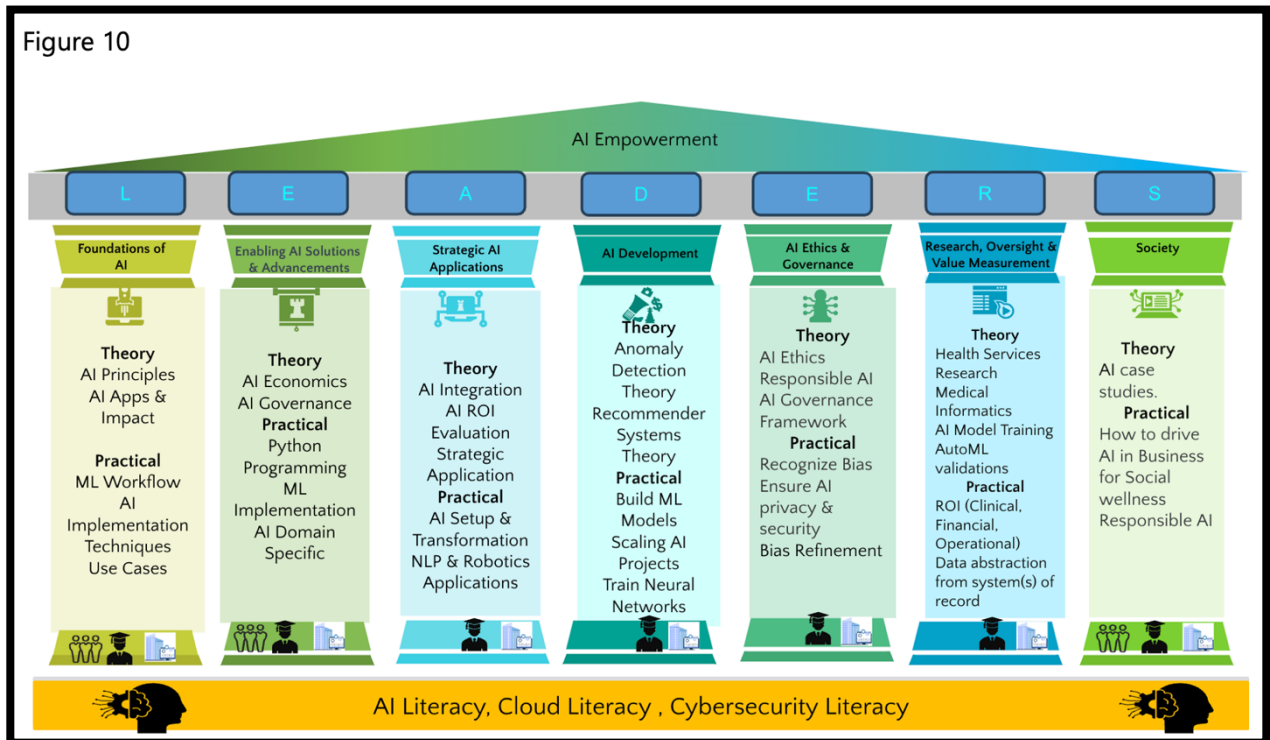 Figure 10
AI Empowerment
L
E
A
D
E
R
S
Foundations of
AI
Theory
AI Principles
AI Apps &
Impact
Practical
ML Workflow
AI
Implementation
Techniques
Use Cases
Enabling AI Solutions
& Advancements
Theory
AI Economics
AI Governance
Practical
Python
Programming
ML
Implementation
AI Domain
Specific
Strategic AI
Applications
Theory
AI Integration
AI ROI
Evaluation
Strategic
Application
Practical
AI Setup &
Transformation
NLP & Robotics
Applications
AI Development
Theory
Anomaly
Detection
Theory
Recommender
Systems
Theory
Practical
Build ML
Models
Scaling AI
Projects
Train Neural
Networks
AI Ethics &
Governance
Theory
AI Ethics
Responsible AI
AI Governance
Framework
Practical
Recognize Bias
Ensure AI
privacy &
security
Bias Refinement
Research, Oversight &
Value Measurement
Theory
Health Services
Research
Medical
Informatics
AI Model Training
AutoML
validations
Practical
ROI (Clinical,
Financial,
Operational)
Data abstraction
from system(s) of
record
Society
Theory
AI case
studies.
Practical
How to drive
AI in Business
for Social
wellness
Responsible AI
AI Literacy, Cloud Literacy , Cybersecurity Literacy